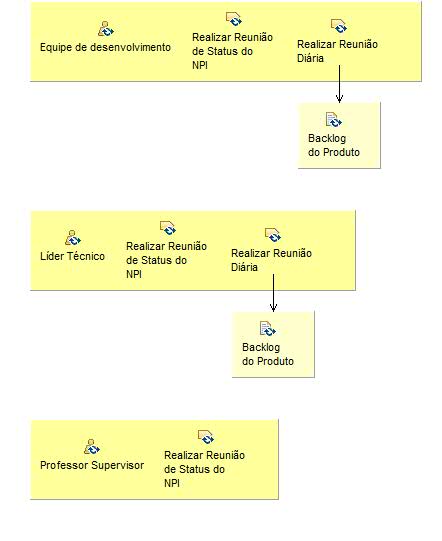 Equipe de desenvolvimento
Realizar Reunião
de Status do
NPI
Realizar Reunião
Diária
Backlog
do Produto
Líder Técnico
Realizar Reunião
de Status do
NPI
Realizar Reunião
Diária
Backlog
do Produto
Professor Supervisor
Realizar Reunião
de Status do
NPI